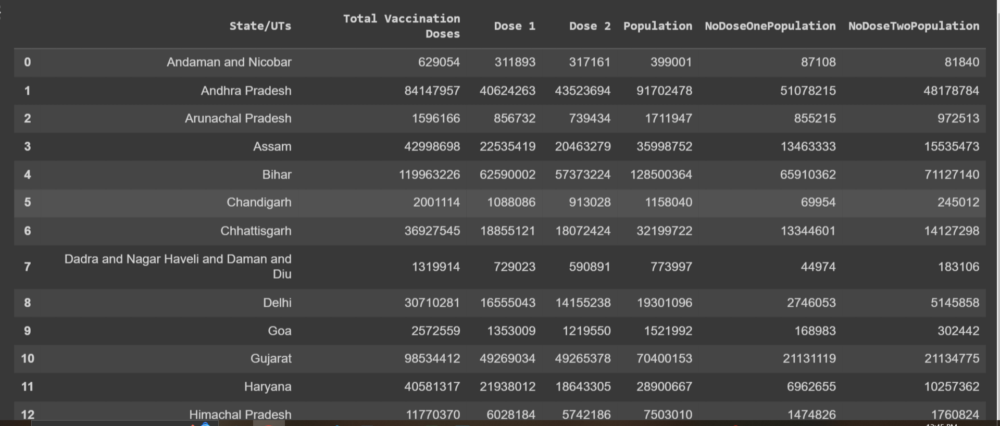 State/UTs Total Vaccination Doses Dose 1 Dose 2 Population NoDoseOnePopulation NoDoseTwoPopulation
0 Andaman and Nicobar 629054 311893 317161 399001 87108 81840
1 Andhra Pradesh 84147957 40624263 43523694 91702478 51078215 48178784
2 Arunachal Pradesh 1596166 856732 739434 1711947 855215 972513
3 Assam 42998698 22535419 20463279 35998752 13463333 15535473
4 Bihar 119963226 62590002 57373224 128500364 65910362 71127140
5 Chandigarh 2001114 1088086 913028 1158040 69954 245012
6 Chhattisgarh 36927545 18855121 18072424 32199722 13344601 14127298
7 Dadra and Nagar Haveli and Daman and Diu 1319914 729023 590891 773997 44974 183106
8 Delhi 30710281 16555043 14155238 19301096 2746053 5145858
9 Goa 2572559 1353009 1219550 1521992 168983 302442
10 Gujarat 98534412 49269034 49265378 70400153 21131119 21134775
11 Haryana 40581317 21938012 18643305 28900667 6962655 10257362
12 Himachal Pradesh 11770370 6028184 5742186 7503010 1474826 1760824